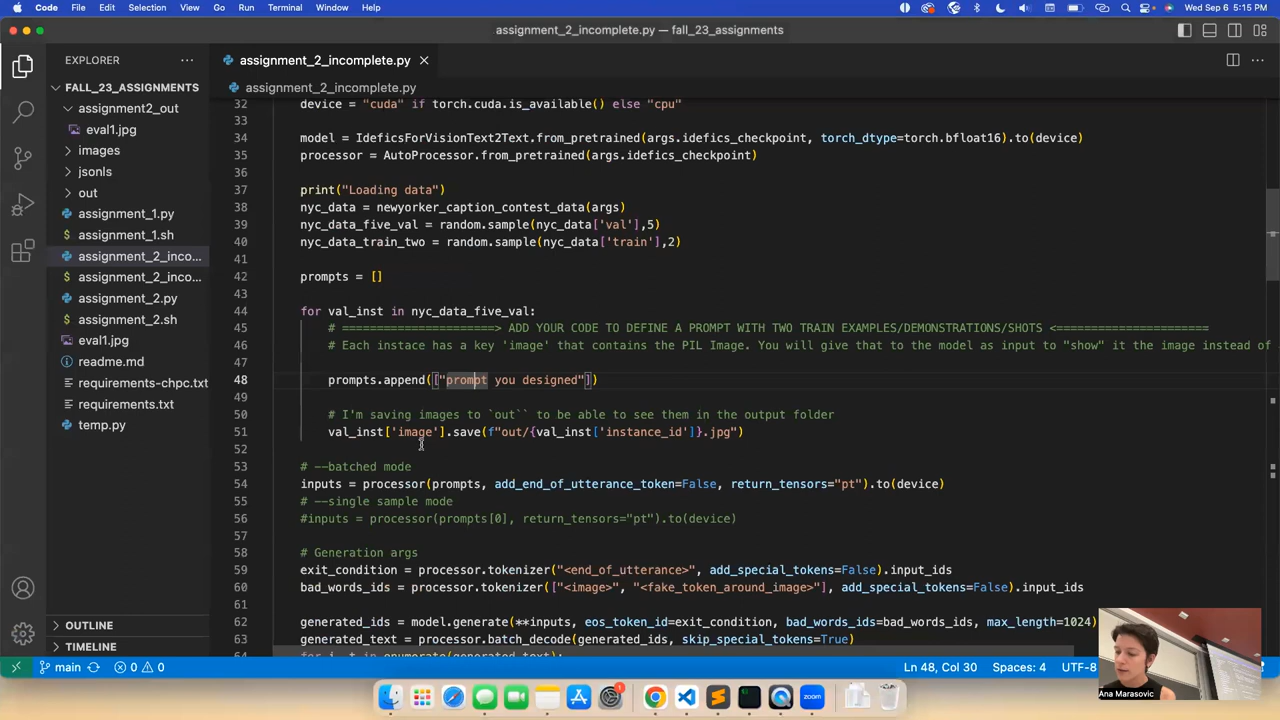 Code File Edit Selection View Go Run Terminal Window Help Wed Sep 6 5:15 PM
assignment_2_incomplete.py — fall_23_assignments
EXPLORER
assignment_2_incomplete.py
FALL_23_ASSIGNMENTS
assignment_2_incomplete.py
assignment2_out
eval1.jpg
images
jsonls
out
assignment_1.py
assignment_1.sh
assignment_2_inco...
assignment_2_inco...
assignment_2.py
assignment_2.sh
eval1.jpg
readme.md
requirements-chpc.txt
requirements.txt
temp.py
OUTLINE
TIMELINE
32 device = "cuda" if torch.cuda.is_available() else "cpu"
33
34 model = IdeficsForVisionText2Text.from_pretrained(args.idefics_checkpoint, torch_dtype=torch.bfloat16).to(device)
35 processor = AutoProcessor.from_pretrained(args.idefics_checkpoint)
36
37 print("Loading data")
38 nyc_data = newyorker_caption_contest_data(args)
39 nyc_data_five_val = random.sample(nyc_data['val'],5)
40 nyc_data_train_two = random.sample(nyc_data['train'],2)
41
42 prompts = []
43
44 for val_inst in nyc_data_five_val:
45 # ======================> ADD YOUR CODE TO DEFINE A PROMPT WITH TWO TRAIN EXAMPLES/DEMONSTRATIONS/SHOTS <======================
46 # Each instace has a key 'image' that contains the PIL Image. You will give that to the model as input to "show" it the image instead of
47
48 prompts.append(["prompt you designed"])
49
50 # I'm saving images to `out`` to be able to see them in the output folder
51 val_inst['image'].save(f"out/{val_inst['instance_id']}.jpg")
52
53 # --batched mode
54 inputs = processor(prompts, add_end_of_utterance_token=False, return_tensors="pt").to(device)
55 # --single sample mode
56 #inputs = processor(prompts[0], return_tensors="pt").to(device)
57
58 # Generation args
59 exit_condition = processor.tokenizer("<end_of_utterance>", add_special_tokens=False).input_ids
60 bad_words_ids = processor.tokenizer(["<image>", "<fake_token_around_image>"], add_special_tokens=False).input_ids
61
62 generated_ids = model.generate(**inputs, eos_token_id=exit_condition, bad_words_ids=bad_words_ids, max_length=1024)
63 generated_text = processor.batch_decode(generated_ids, skip_special_tokens=True)
64 for i, t in enumerate(generated_text):
main 0 0 Ln 48, Col 30 Spaces: 4 UTF-8
Ana Marasovic
zoom